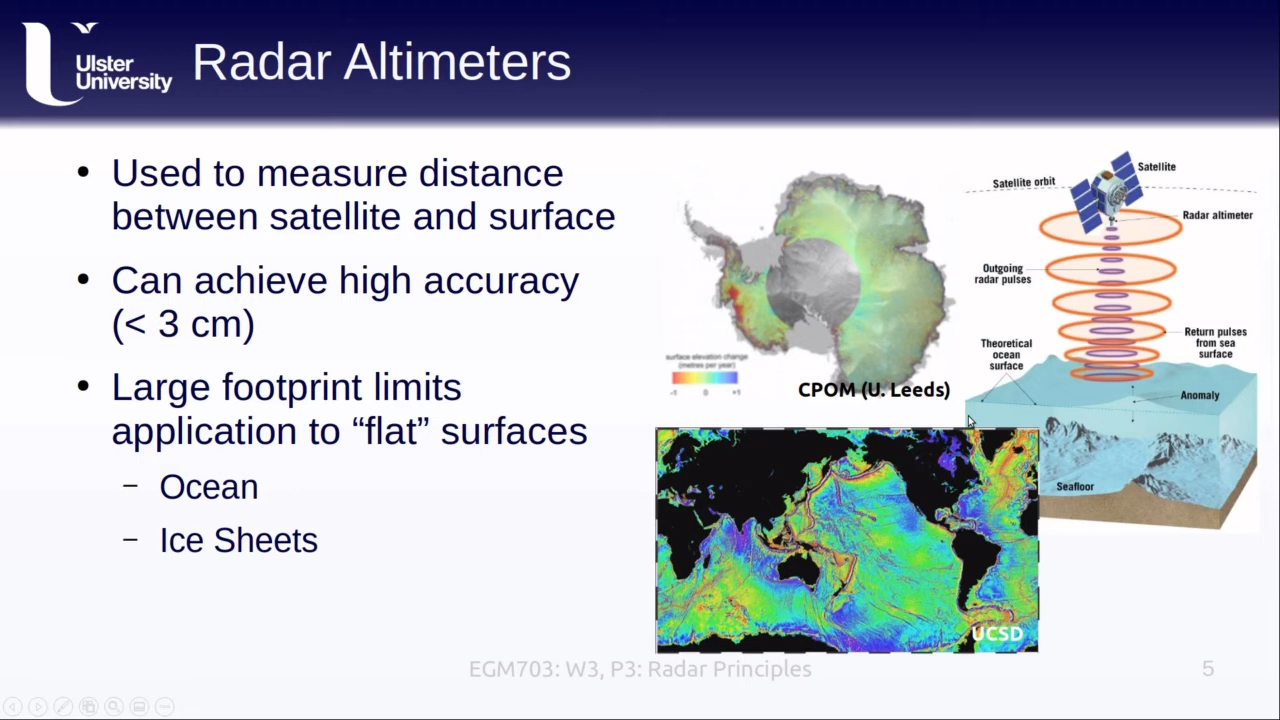 Ulster
University
Radar Altimeters
• Used to measure distance
between satellite and surface
• Can achieve high accuracy
(< 3 cm)
• Large footprint limits
application to “flat” surfaces
– Ocean
– Ice Sheets
surface elevation change
(metres per year)
-1 0 +1
CPOM (U. Leeds)
Satellite orbit
Satellite
Radar altimeter
Outgoing
radar pulses
Return pulses
from sea
surface
Theoretical
ocean
surface
Anomaly
Seafloor
UCSD
EGM703: W3, P3: Radar Principles
5